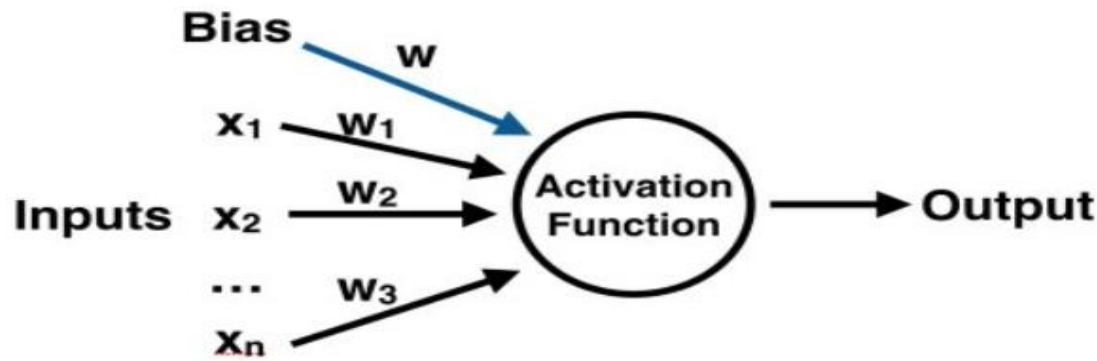 Bias
w
x₁
w₁
Inputs
x₂
w₂
...
w₃
xₙ
Activation
Function
Output